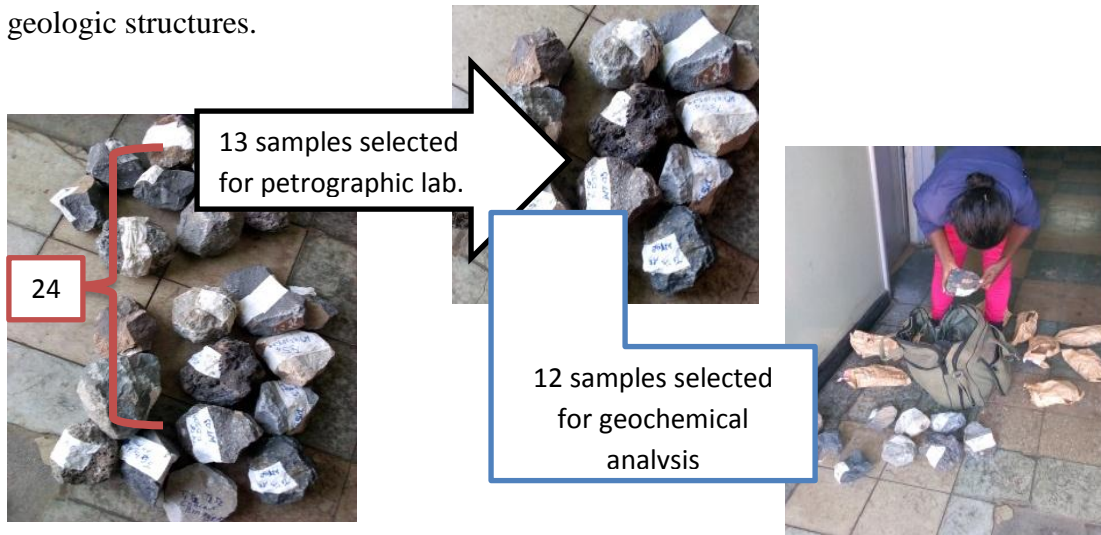 geologic structures.
13 samples selected
for petrographic lab.
24
12 samples selected
for geochemical
analysis